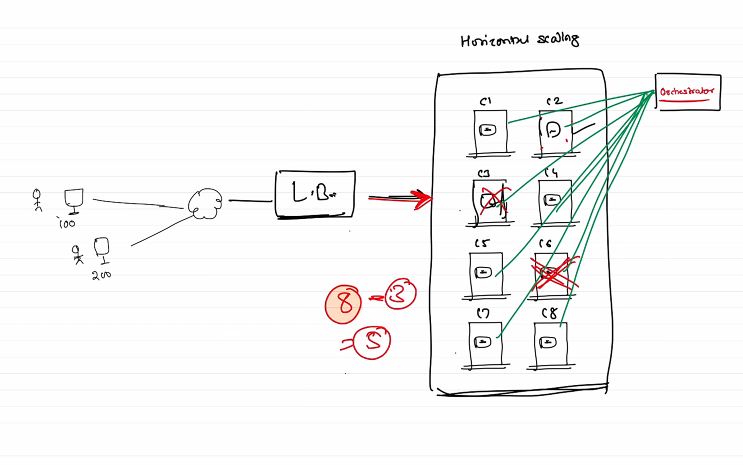 Horizontal scaling
Orchestrator
C1
C2
C3
C4
L.B.
100
200
C5
C6
8 - 3
= 5
C7
C8